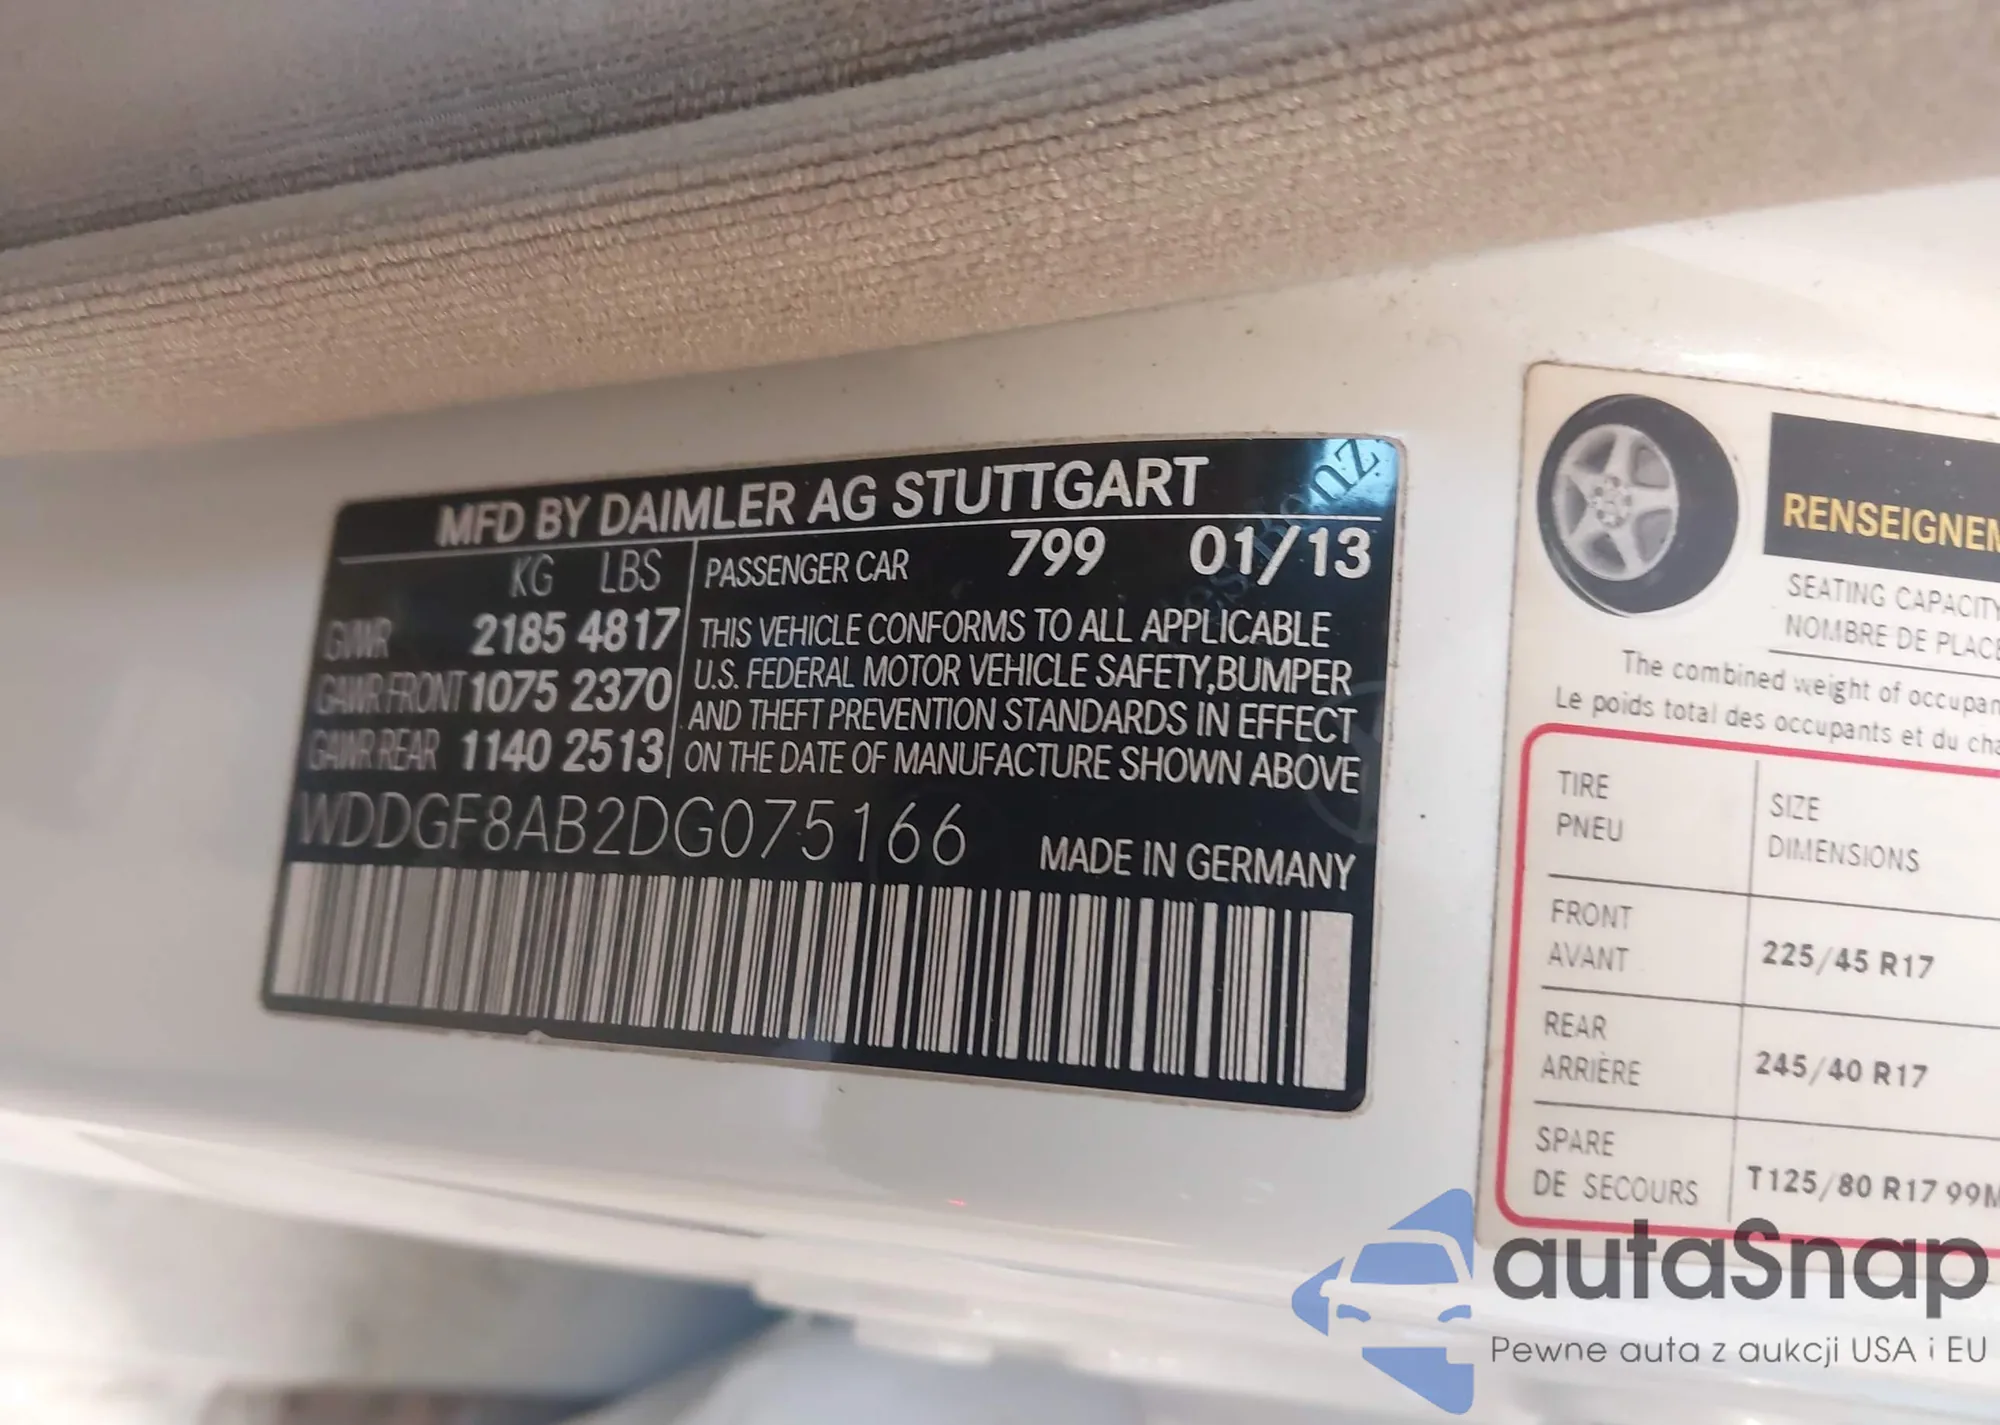 MFD BY DAIMLER AG STUTTGART
KG LBS
GVWR 2185 4817
GAWR FRONT 1075 2370
GAWR REAR 1140 2513
PASSENGER CAR 799 01/13
THIS VEHICLE CONFORMS TO ALL APPLICABLE
U.S. FEDERAL MOTOR VEHICLE SAFETY, BUMPER
AND THEFT PREVENTION STANDARDS IN EFFECT
ON THE DATE OF MANUFACTURE SHOWN ABOVE
WDDGF8AB2DG075166
MADE IN GERMANY
RENSEIGNEM
SEATING CAPACITY
NOMBRE DE PLACE
The combined weight of occupan
Le poids total des occupants et du cha
TIRE
PNEU
SIZE
DIMENSIONS
FRONT
AVANT
225/45 R17
REAR
ARRIÈRE
245/40 R17
SPARE
DE SECOURS
T125/80 R17 99M
autaSnap
Pewne auta z aukcji USA i EU